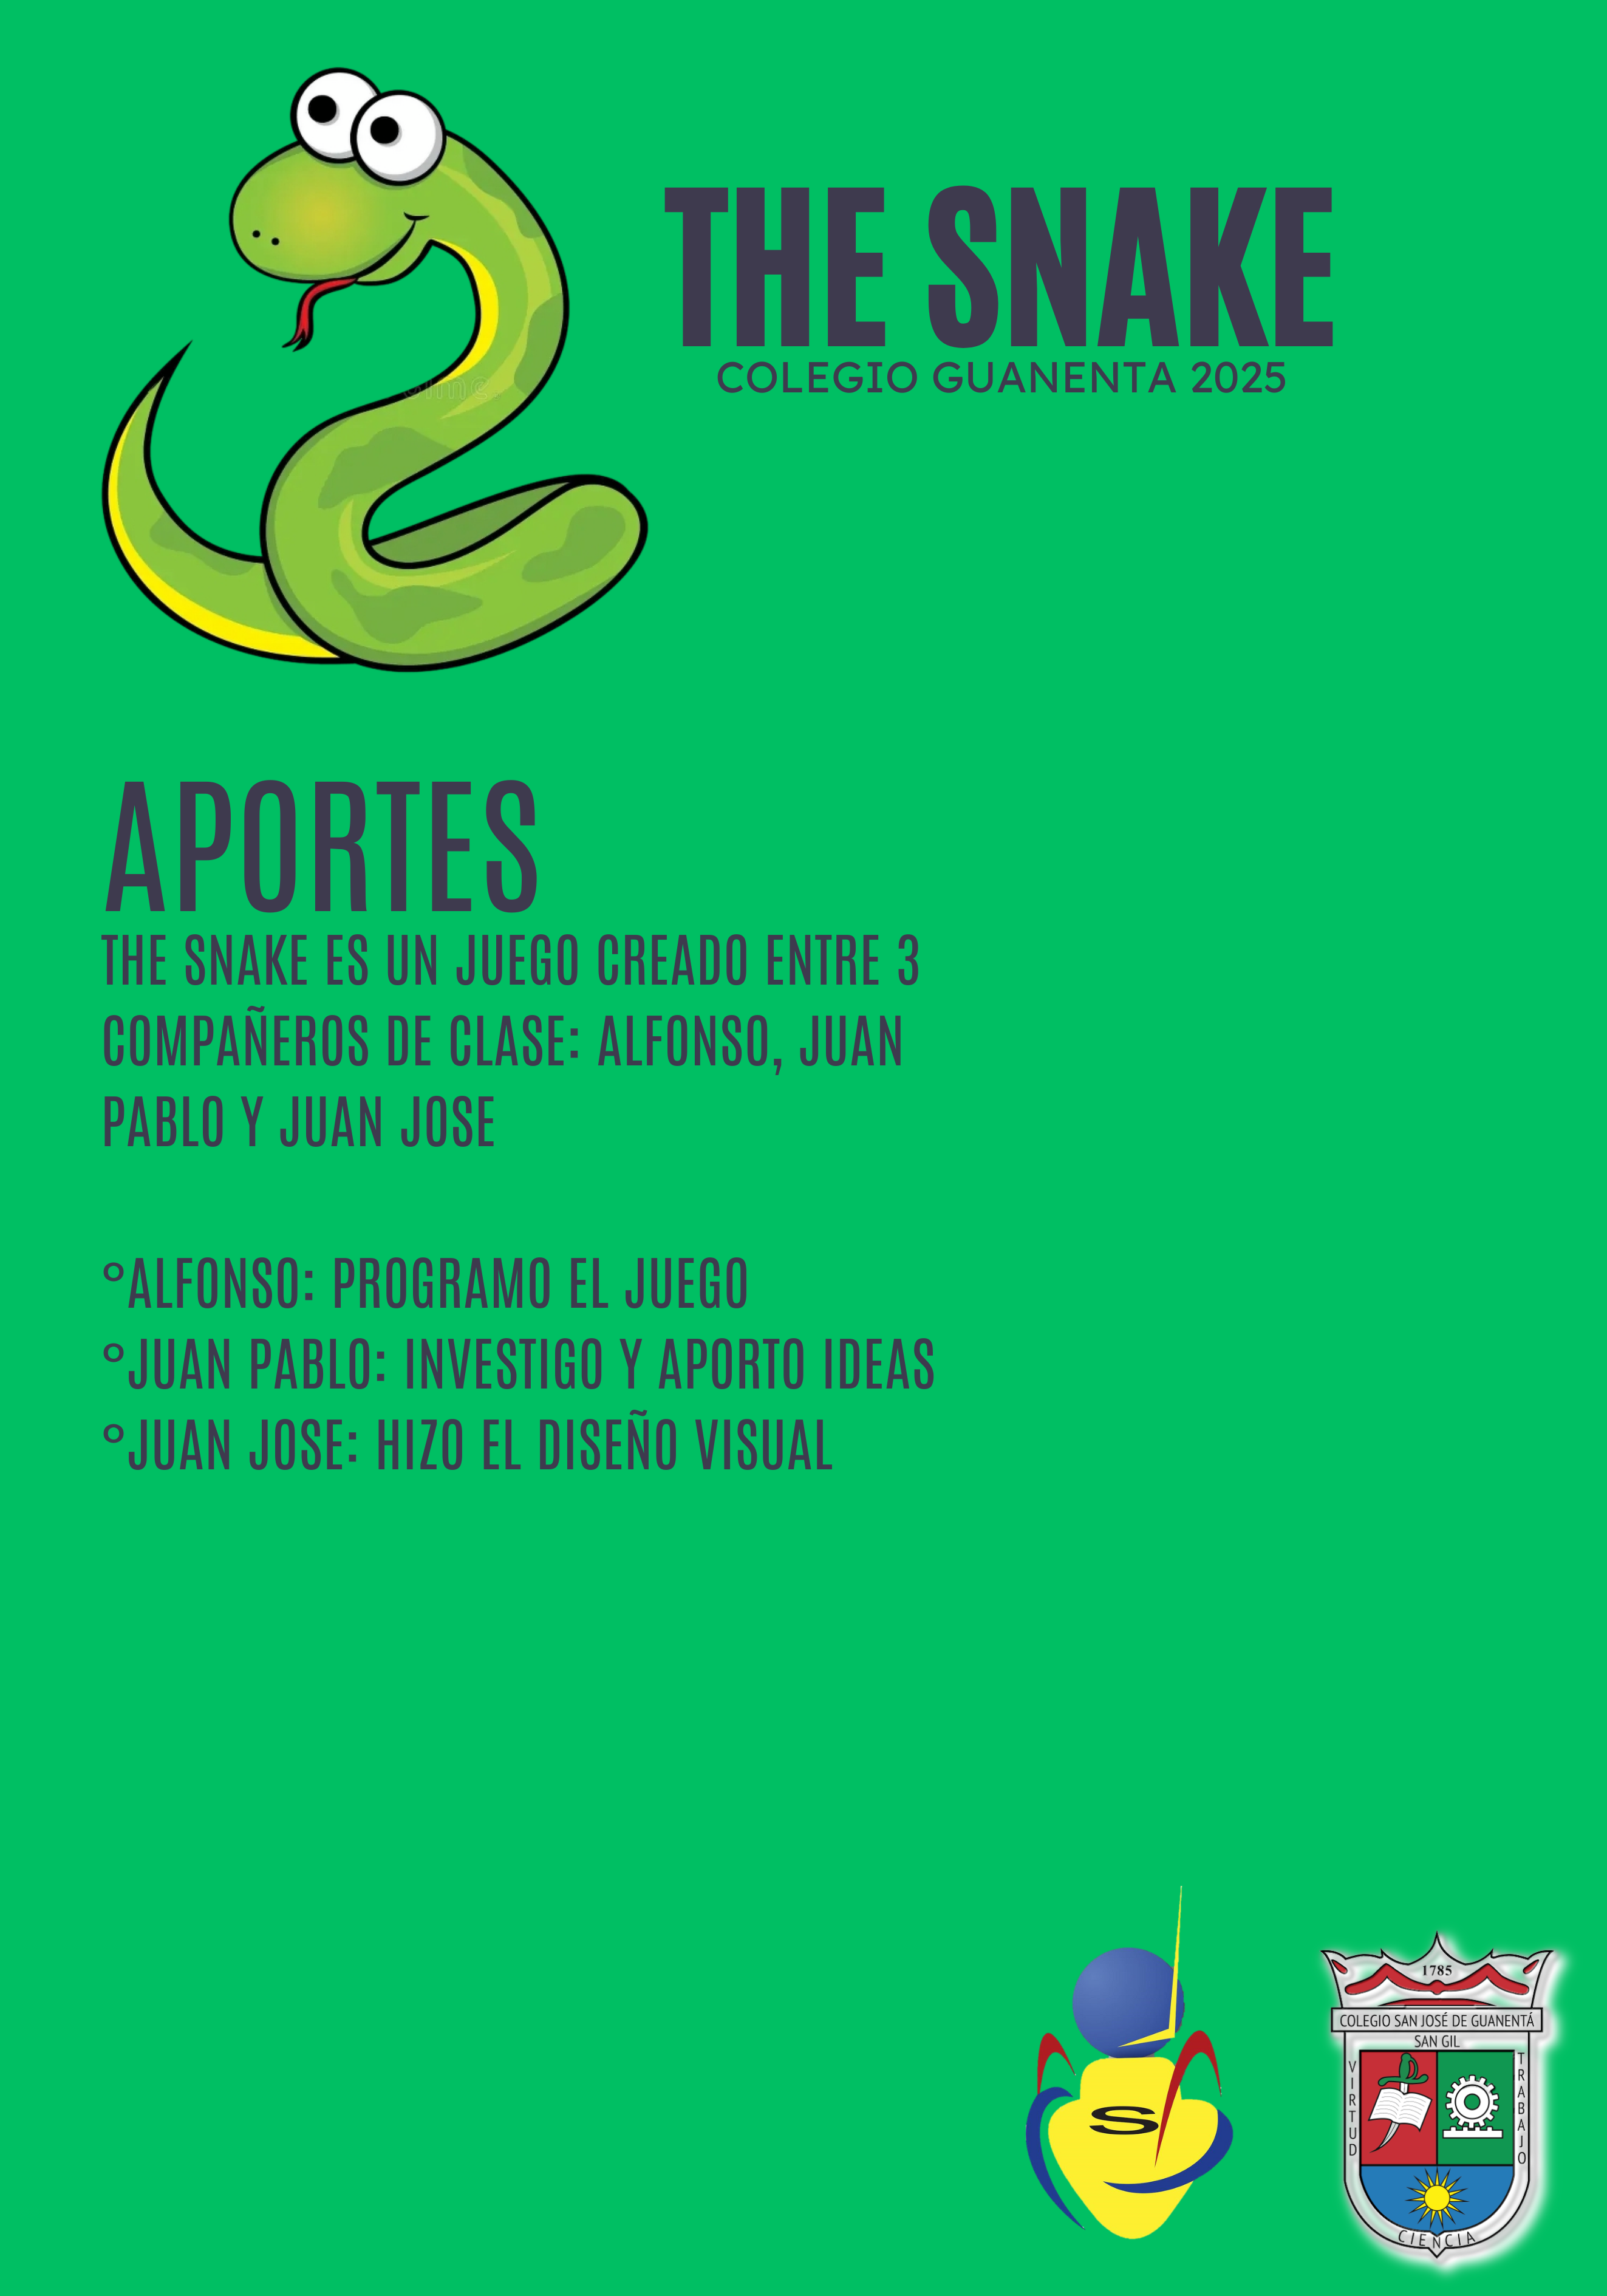 THE SNAKE
COLEGIO GUANENTA 2025
APORTES
THE SNAKE ES UN JUEGO CREADO ENTRE 3
COMPAÑEROS DE CLASE: ALFONSO, JUAN
PABLO Y JUAN JOSE
°ALFONSO: PROGRAMO EL JUEGO
°JUAN PABLO: INVESTIGO Y APORTO IDEAS
°JUAN JOSE: HIZO EL DISEÑO VISUAL
S
1785
COLEGIO SAN JOSÉ DE GUANENTÁ
SAN GIL
VIRTUD
TRABAJO
CIENCIA